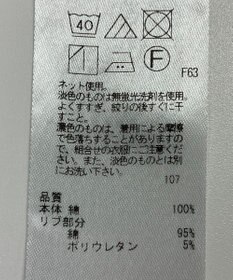 40
F
F63
ネット使用。
淡色のものは無蛍光洗剤を使用。
よくすすぎ、絞りの後すぐに干
すこと。
濃色のものは、着用による摩擦
で色落ちすることがありますの
で、組合せの衣服にご注意くだ
さい。また、淡色のものとは別
にお洗い下さい。
107
品質
本体 綿 100%
リブ部分
綿 95%
ポリウレタン 5%